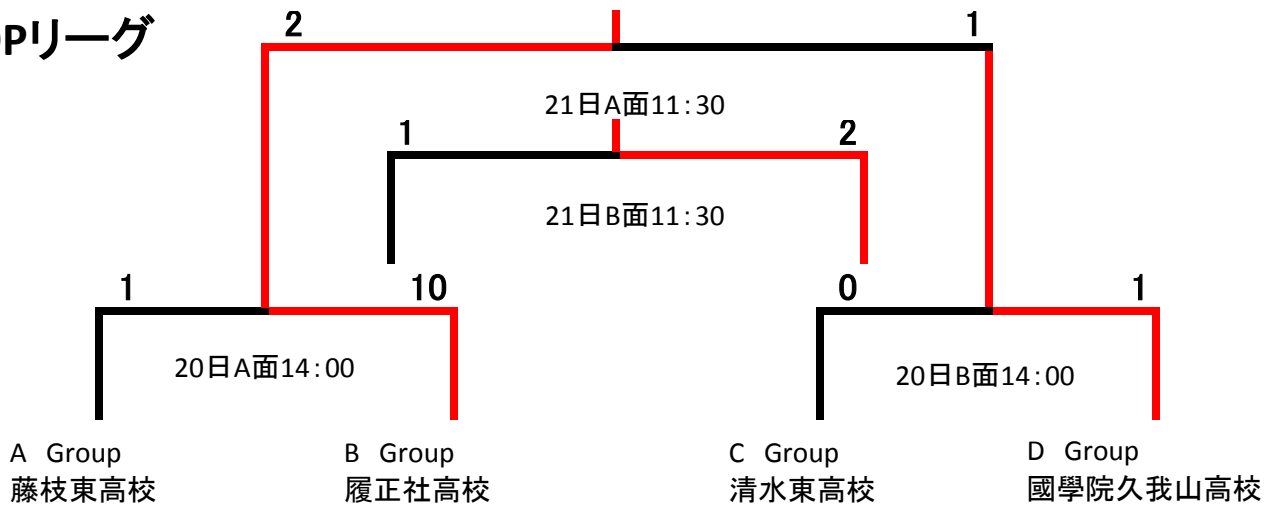 Pリーグ
2
1
21日A面11:30
1
2
21日B面11:30
1
10
0
1
20日A面14:00
20日B面14:00
A Group
B Group
C Group
D Group
藤枝東高校
履正社高校
清水東高校
國學院久我山高校